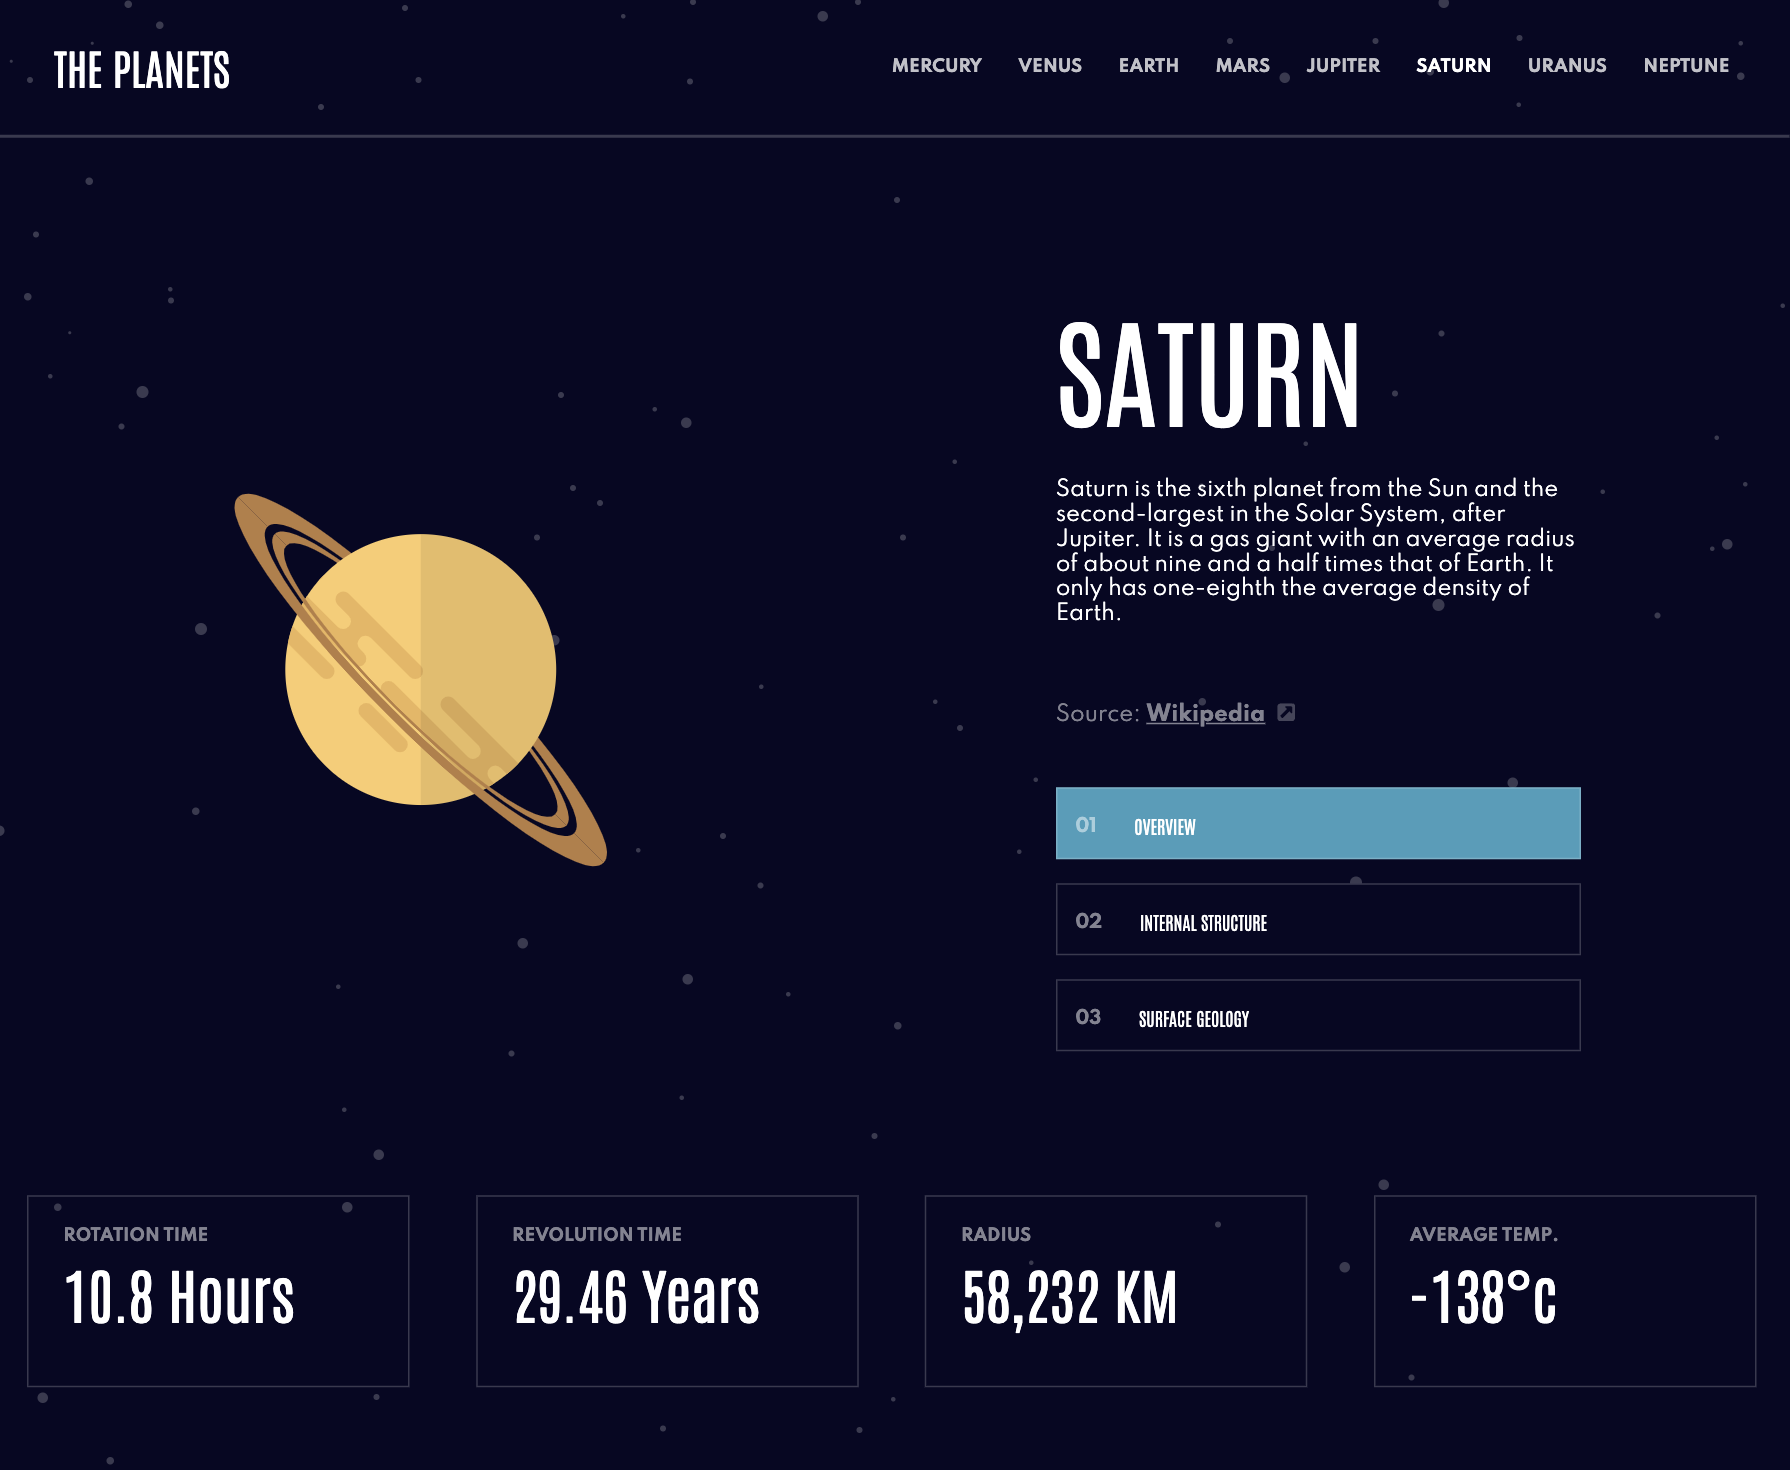 THE PLANETS
MERCURY VENUS EARTH MARS JUPITER SATURN URANUS NEPTUNE
SATURN
Saturn is the sixth planet from the Sun and the
second-largest in the Solar System, after
Jupiter. It is a gas giant with an average radius
of about nine and a half times that of Earth. It
only has one-eighth the average density of
Earth.
Source: Wikipedia
01 OVERVIEW
02 INTERNAL STRUCTURE
03 SURFACE GEOLOGY
ROTATION TIME
10.8 Hours
REVOLUTION TIME
29.46 Years
RADIUS
58,232 KM
AVERAGE TEMP.
-138°c